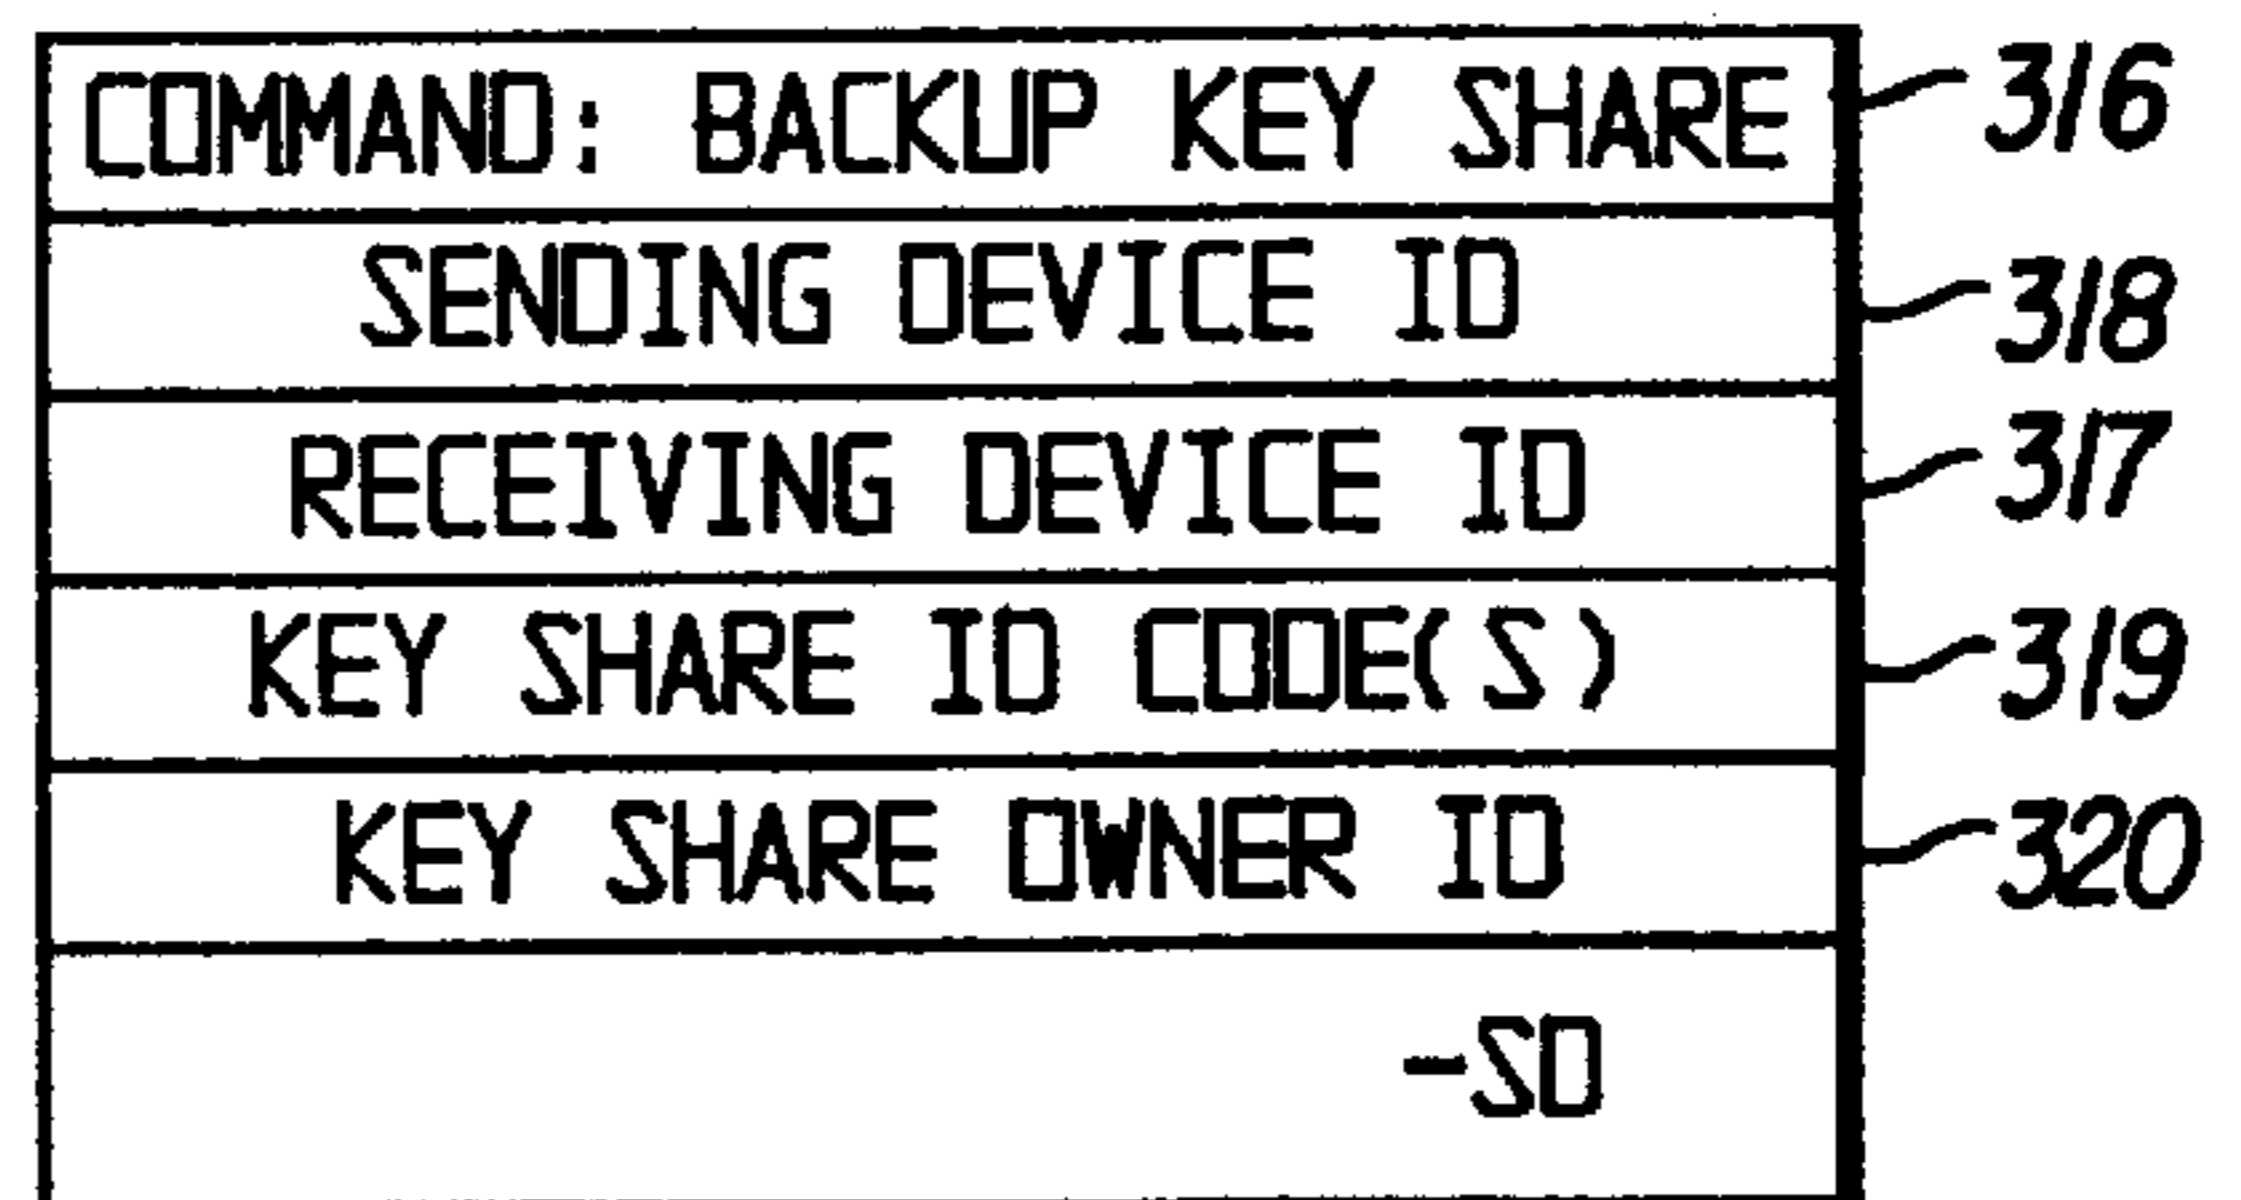 COMMAND: BACKUP KEY SHARE 316
SENDING DEVICE ID 318
RECEIVING DEVICE ID 317
KEY SHARE ID CODE(S) 319
KEY SHARE OWNER ID 320
-SD